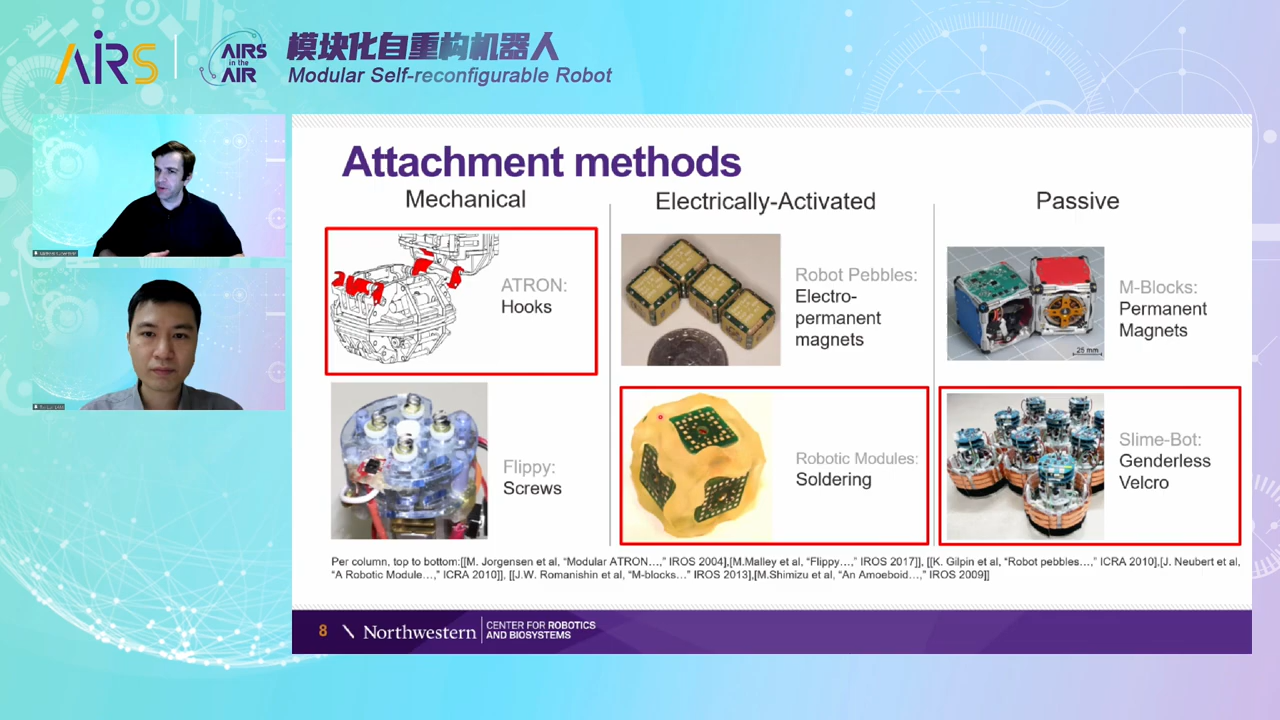 AIRS
AIRS
in the
AIR
模块化自重构机器人
Modular Self-reconfigurable Robot
Attachment methods
Mechanical
Electrically-Activated
Passive
ATRON:
Hooks
Robot Pebbles:
Electro-
permanent
magnets
M-Blocks:
Permanent
Magnets
25 mm
Flippy:
Screws
Robotic Modules:
Soldering
Slime-Bot:
Genderless
Velcro
Per column, top to bottom:[[M. Jorgensen et al, “Modular ATRON…,” IROS 2004],[M.Malley et al, “Flippy…,” IROS 2017]], [[K. Gilpin et al, “Robot pebbles…,” ICRA 2010],[J. Neubert et al,
“A Robotic Module…,” ICRA 2010]], [[J.W. Romanishin et al, “M-blocks…” IROS 2013],[M.Shimizu et al, “An Amoeboid…,” IROS 2009]]
8
Northwestern
CENTER FOR ROBOTICS
AND BIOSYSTEMS